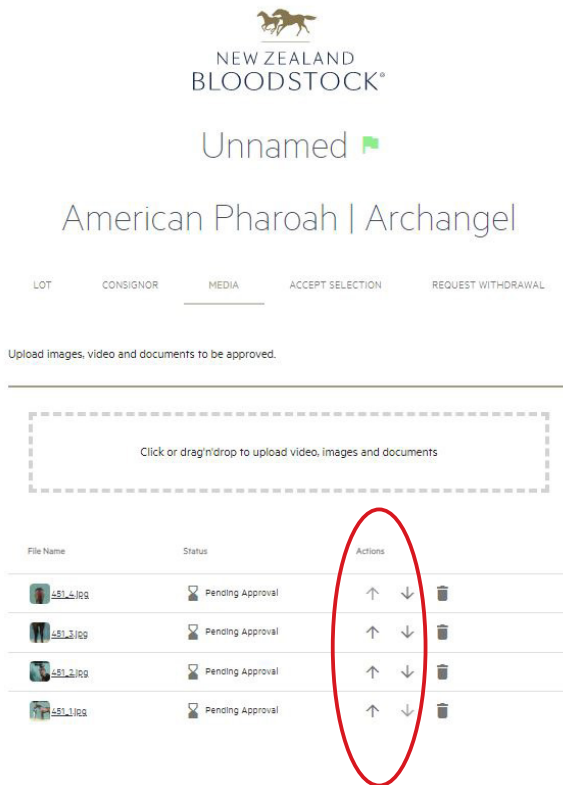 NEW ZEALAND
BLOODSTOCK®
Unnamed
American Pharoah | Archangel
LOT CONSIGNOR MEDIA ACCEPT SELECTION REQUEST WITHDRAWAL
Upload images, video and documents to be approved.
Click or drag'n'drop to upload video, images and documents
File Name Status Actions
451_4.jpg Pending Approval
451_3.jpg Pending Approval
451_2.jpg Pending Approval
451_1.jpg Pending Approval